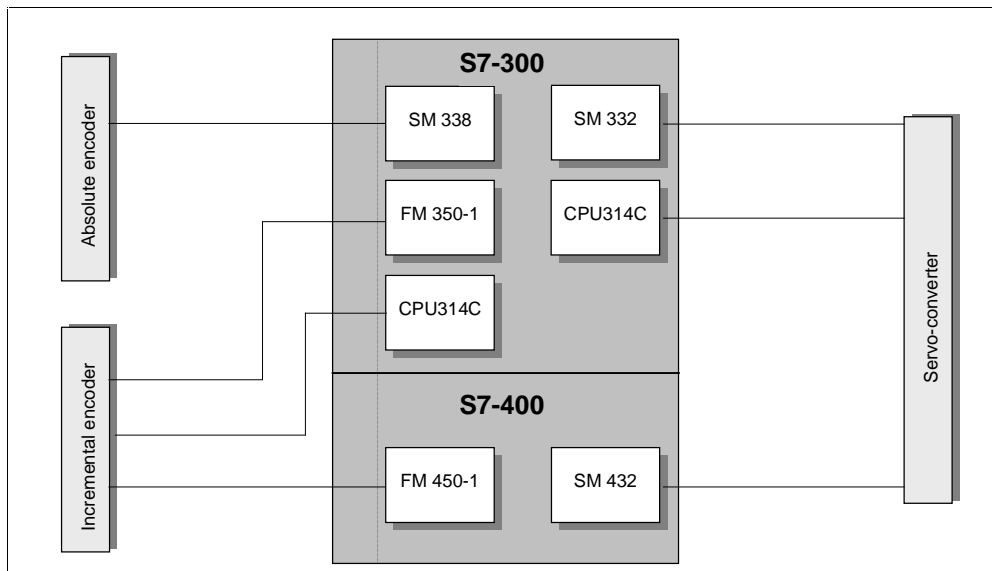 S7-300
Absolute encoder
SM 338
SM 332
FM 350-1
CPU314C
CPU314C
Servo-converter
Incremental encoder
S7-400
FM 450-1
SM 432